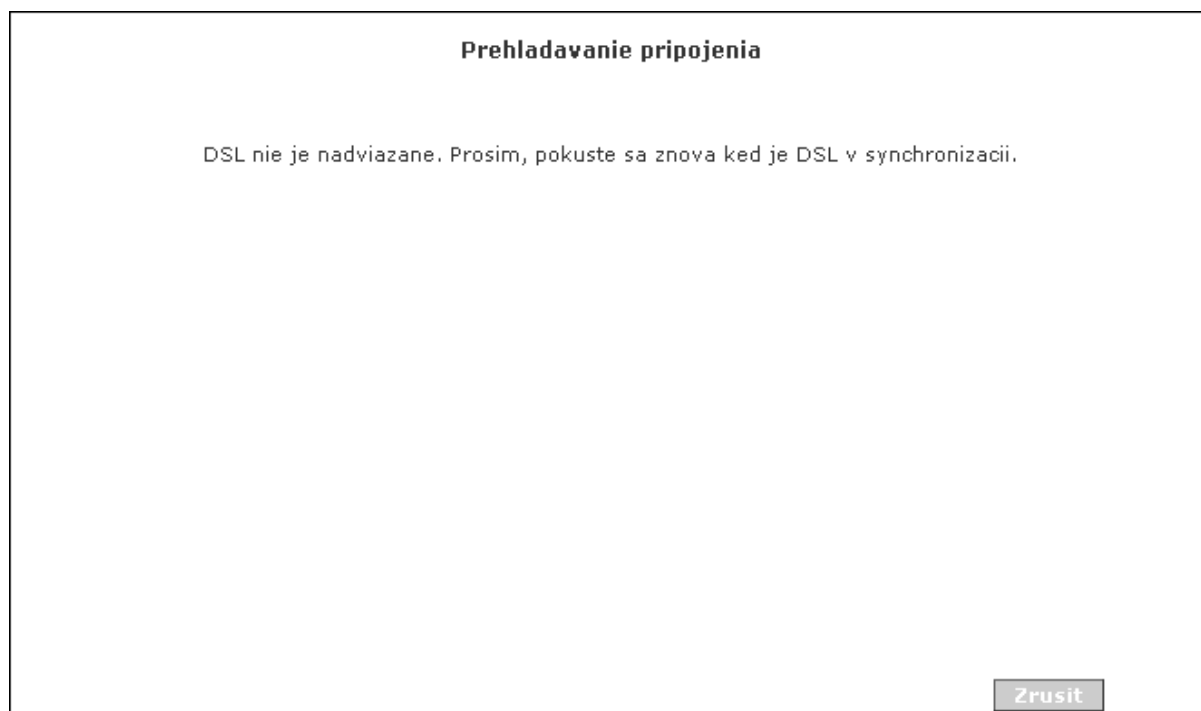 Prehladavanie pripojenia
DSL nie je nadviazane. Prosim, pokuste sa znova ked je DSL v synchronizacii.
Zrusit